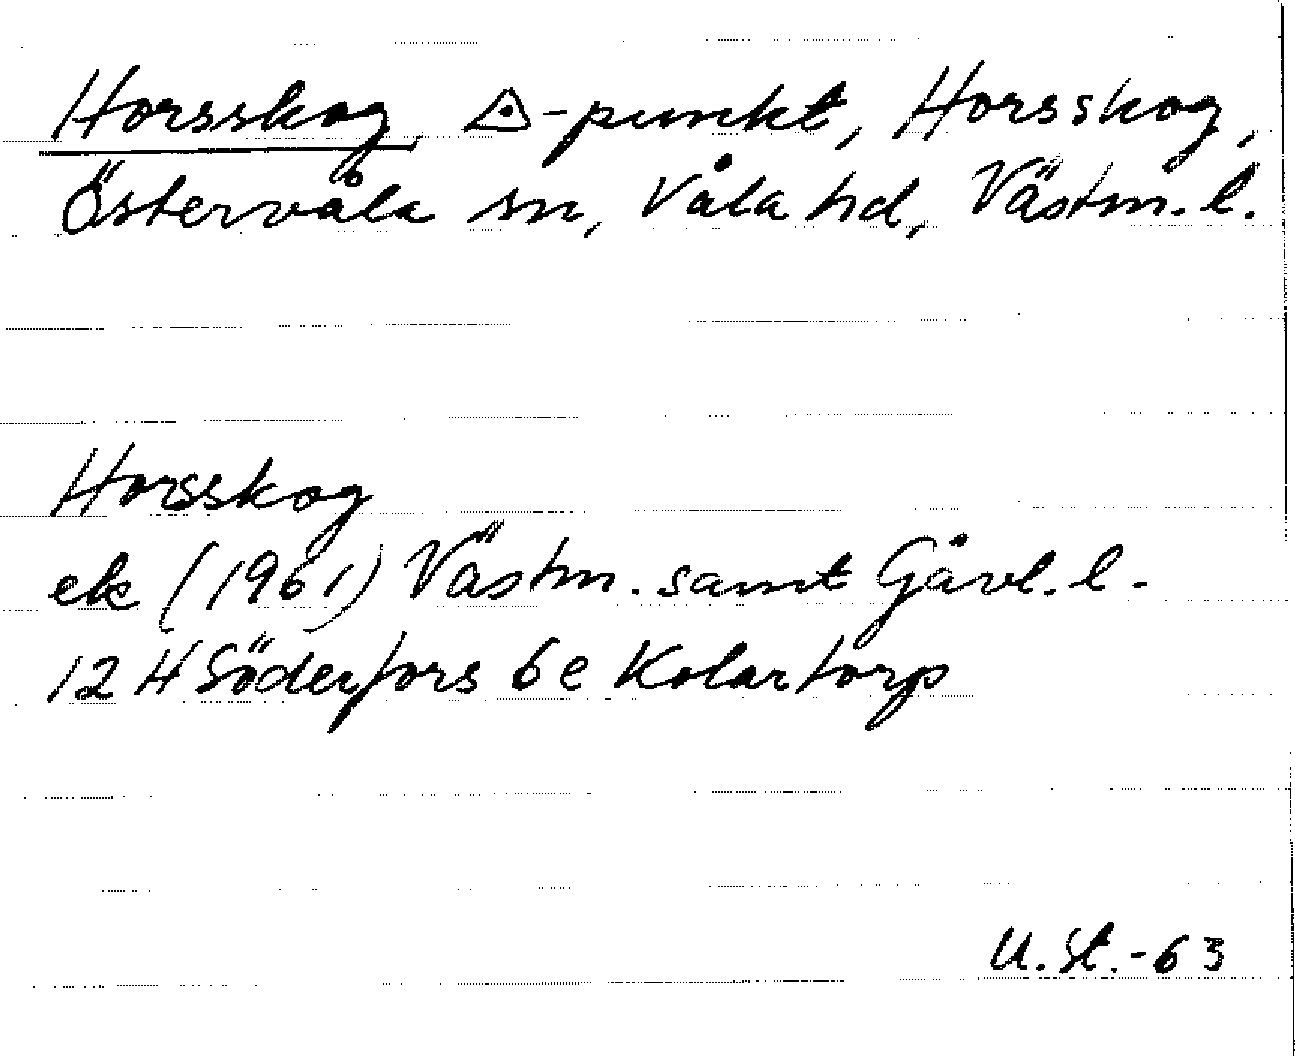 Horsskog, ⟁-punkt, Horsskog,
Östervåla sn, Våla hd, Västm. l.
Horsskog
ek (1961) Västm. samt Gävl. l.
12 H Söderfors 6 e Kolartorp
U. St. -63